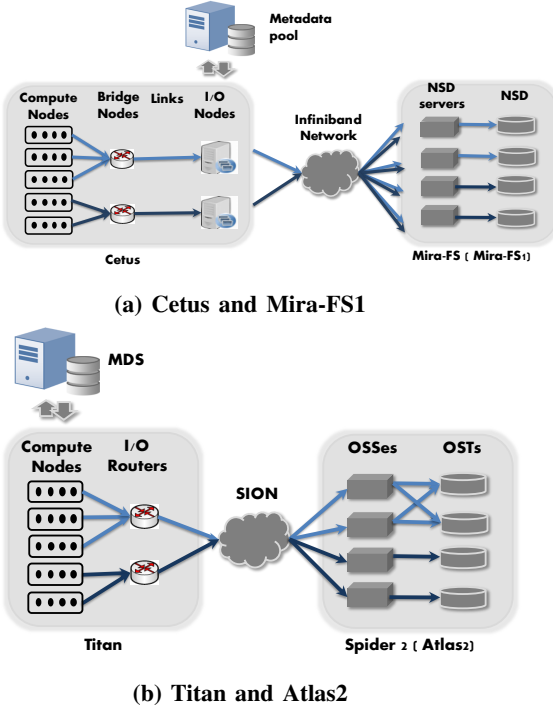 Metadata
pool
Compute
Nodes
Bridge
Nodes
Links
I/O
Nodes
Infiniband
Network
NSD
servers
NSD
Cetus
Mira-FS ( Mira-FS1)
(a) Cetus and Mira-FS1
MDS
Compute
Nodes
I/O
Routers
SION
OSSes
OSTs
Titan
Spider 2 ( Atlas2)
(b) Titan and Atlas2